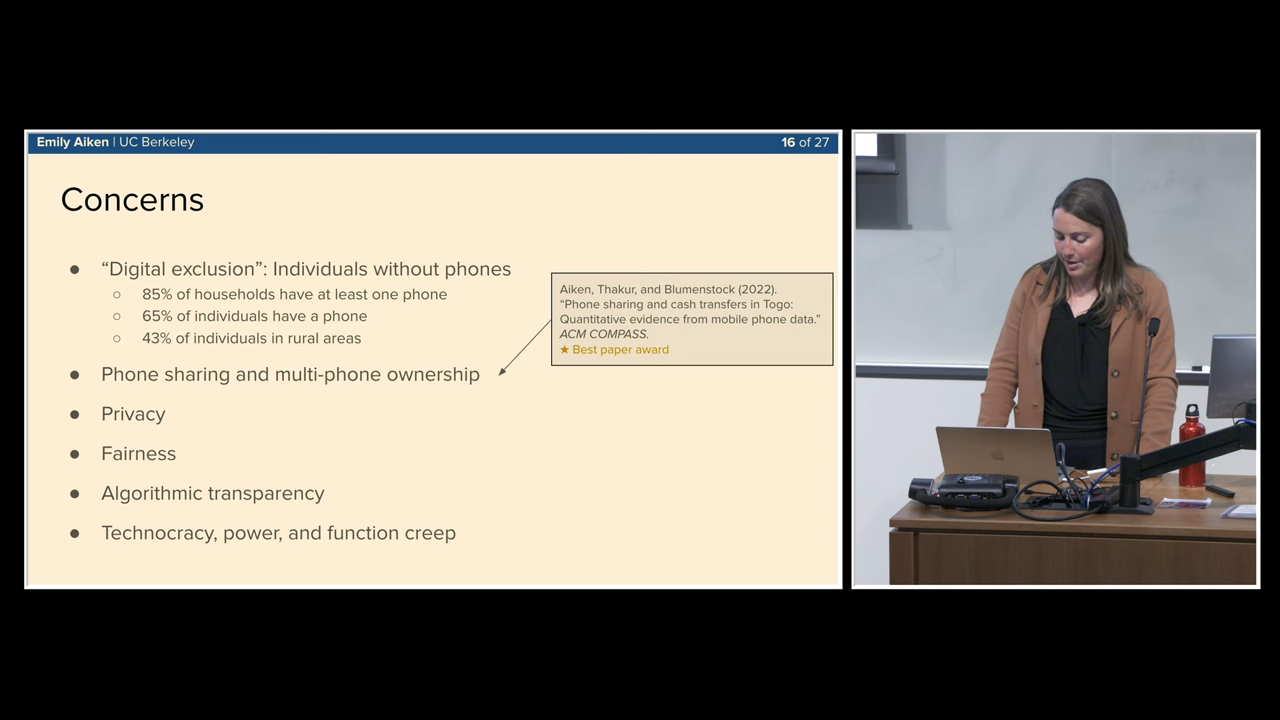 Emily Aiken | UC Berkeley
16 of 27
Concerns
● “Digital exclusion”: Individuals without phones
○ 85% of households have at least one phone
○ 65% of individuals have a phone
○ 43% of individuals in rural areas
● Phone sharing and multi-phone ownership
● Privacy
● Fairness
● Algorithmic transparency
● Technocracy, power, and function creep
Aiken, Thakur, and Blumenstock (2022).
“Phone sharing and cash transfers in Togo:
Quantitative evidence from mobile phone data.”
ACM COMPASS.
★ Best paper award